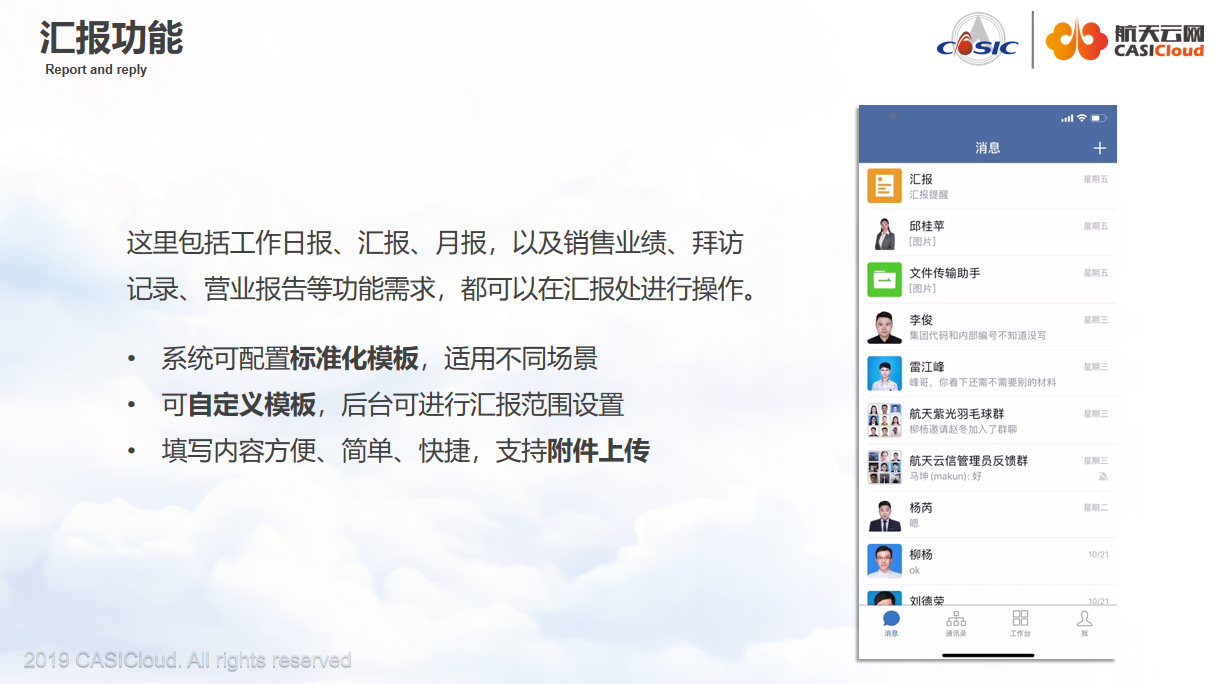 汇报功能
Report and reply
CASIC
航天云网
CASICloud
这里包括工作日报、汇报、月报，以及销售业绩、拜访
记录、营业报告等功能需求，都可以在汇报处进行操作。
• 系统可配置标准化模板，适用不同场景
• 可自定义模板，后台可进行汇报范围设置
• 填写内容方便、简单、快捷，支持附件上传
消息
汇报 星期五
汇报提醒
邱桂苹 星期五
[图片]
文件传输助手 星期五
[图片]
李俊 星期三
集团代码和内部编号不知道没写
雷江峰 星期三
峰哥，你看下还需不需要别的材料
航天紫光羽毛球群 星期三
柳杨邀请赵冬加入了群聊
航天云信管理员反馈群 星期三
马坤(makun): 好
杨芮 星期二
嗯
柳杨 10/21
ok
刘德荣 10/21
消息 通讯录 工作台 我
2019 CASICloud. All rights reserved